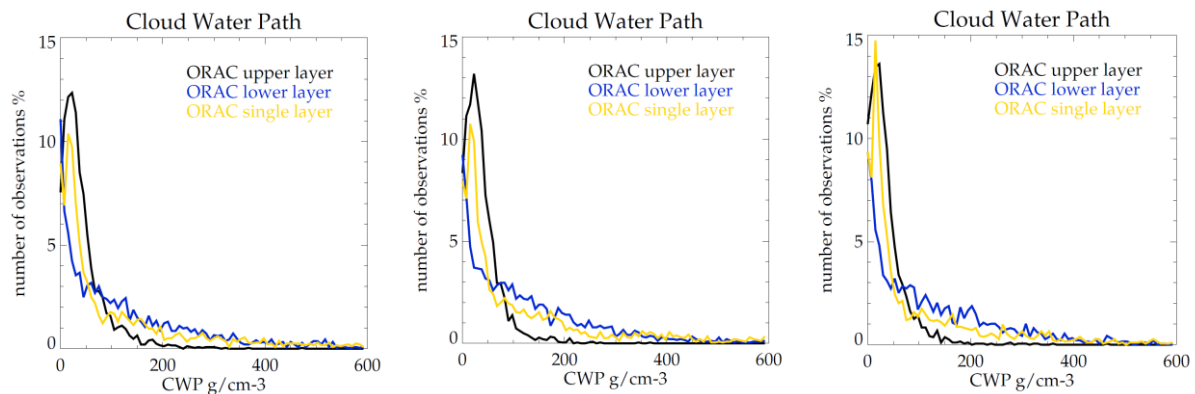 Cloud Water Path
15
10
5
0
number of observations %
ORAC upper layer
ORAC lower layer
ORAC single layer
0 200 400 600
CWP g/cm-3
Cloud Water Path
15
10
5
0
number of observations %
ORAC upper layer
ORAC lower layer
ORAC single layer
0 200 400 600
CWP g/cm-3
Cloud Water Path
15
10
5
0
number of observations %
ORAC upper layer
ORAC lower layer
ORAC single layer
0 200 400 600
CWP g/cm-3